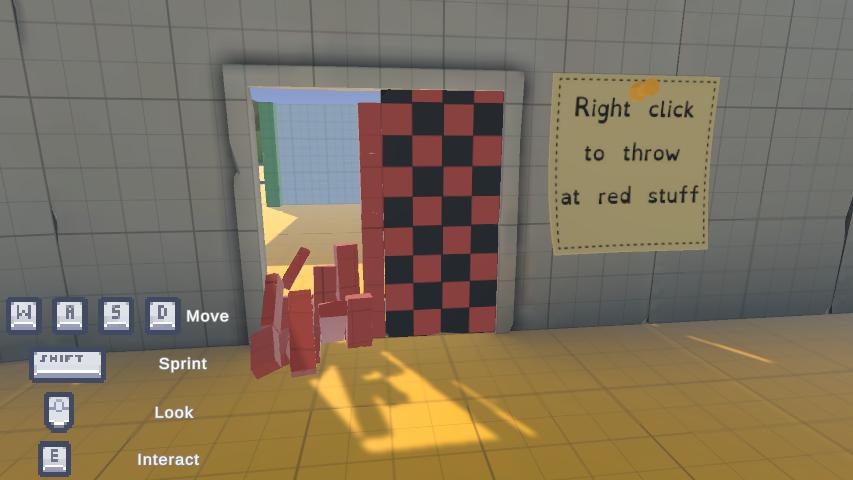 Right click
to throw
at red stuff
W A S D Move
SHIFT Sprint
Look
E Interact